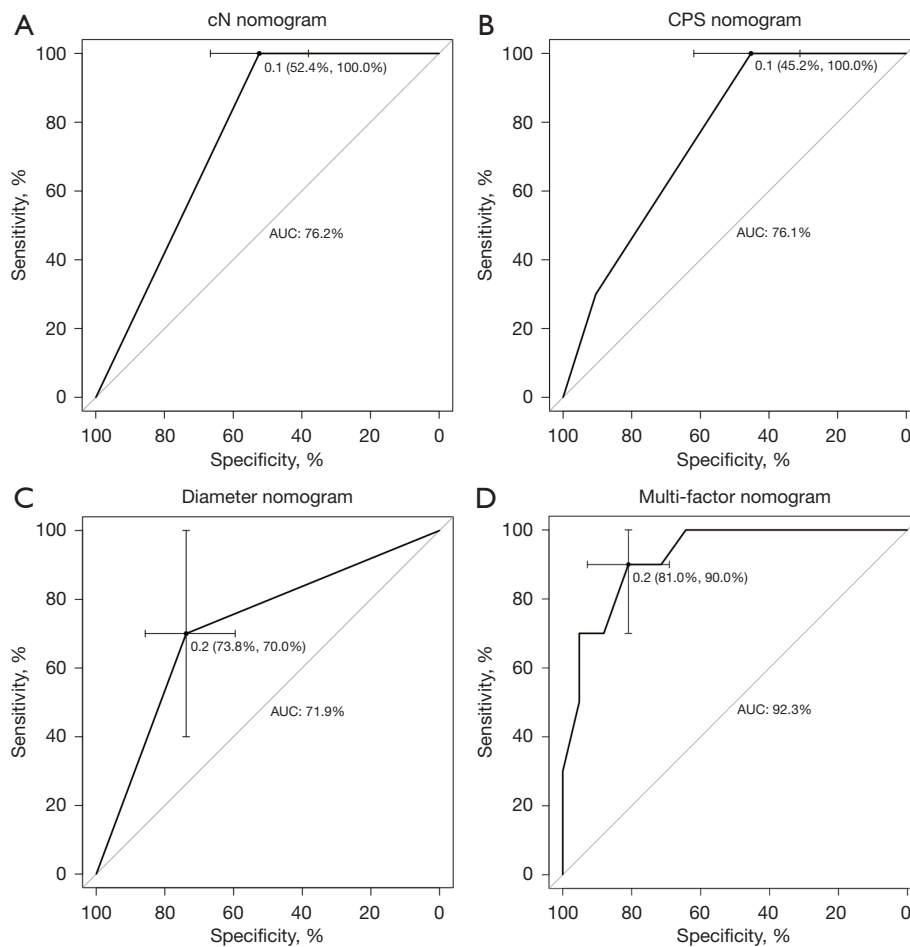 A
cN nomogram
100
80
60
40
20
0
Sensitivity, %
0.1 (52.4%, 100.0%)
AUC: 76.2%
100 80 60 40 20 0
Specificity, %
B
CPS nomogram
100
80
60
40
20
0
Sensitivity, %
0.1 (45.2%, 100.0%)
AUC: 76.1%
100 80 60 40 20 0
Specificity, %
C
Diameter nomogram
100
80
60
40
20
0
Sensitivity, %
0.2 (73.8%, 70.0%)
AUC: 71.9%
100 80 60 40 20 0
Specificity, %
D
Multi-factor nomogram
100
80
60
40
20
0
Sensitivity, %
0.2 (81.0%, 90.0%)
AUC: 92.3%
100 80 60 40 20 0
Specificity, %